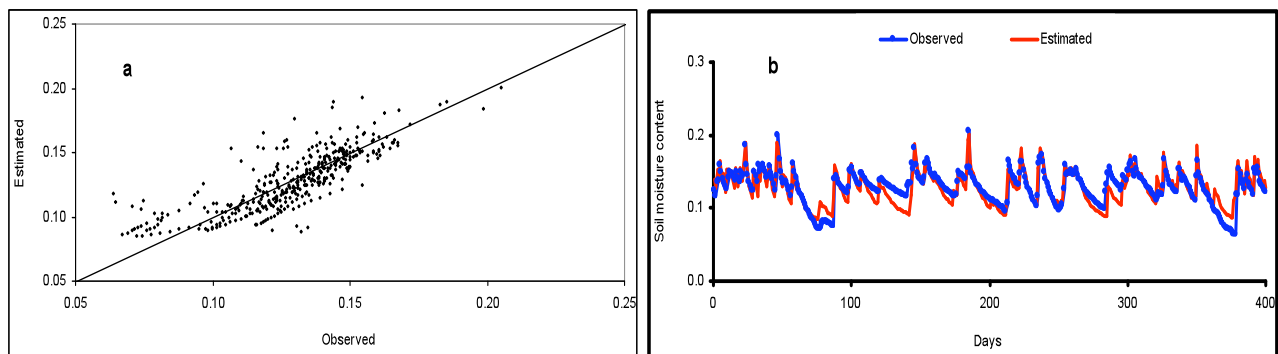 a
Estimated
0.25
0.20
0.15
0.10
0.05
0.05 0.10 0.15 0.20 0.25
Observed
Observed Estimated
b
Soil moisture content
0.3
0.2
0.1
0.0
0 100 200 300 400
Days